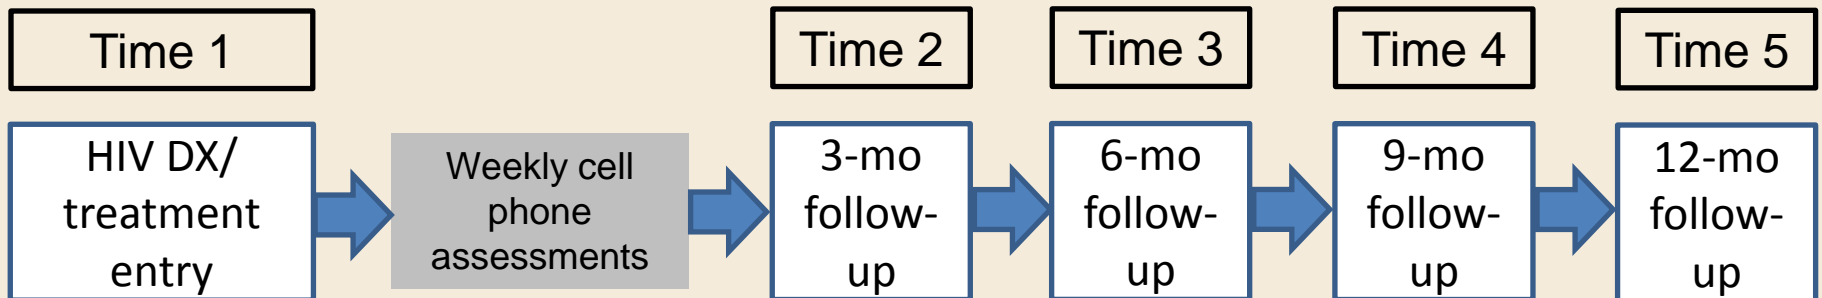 Time 1
Time 2
Time 3
Time 4
Time 5
HIV DX/
treatment
entry
Weekly cell
phone
assessments
3-mo
follow-
up
6-mo
follow-
up
9-mo
follow-
up
12-mo
follow-
up